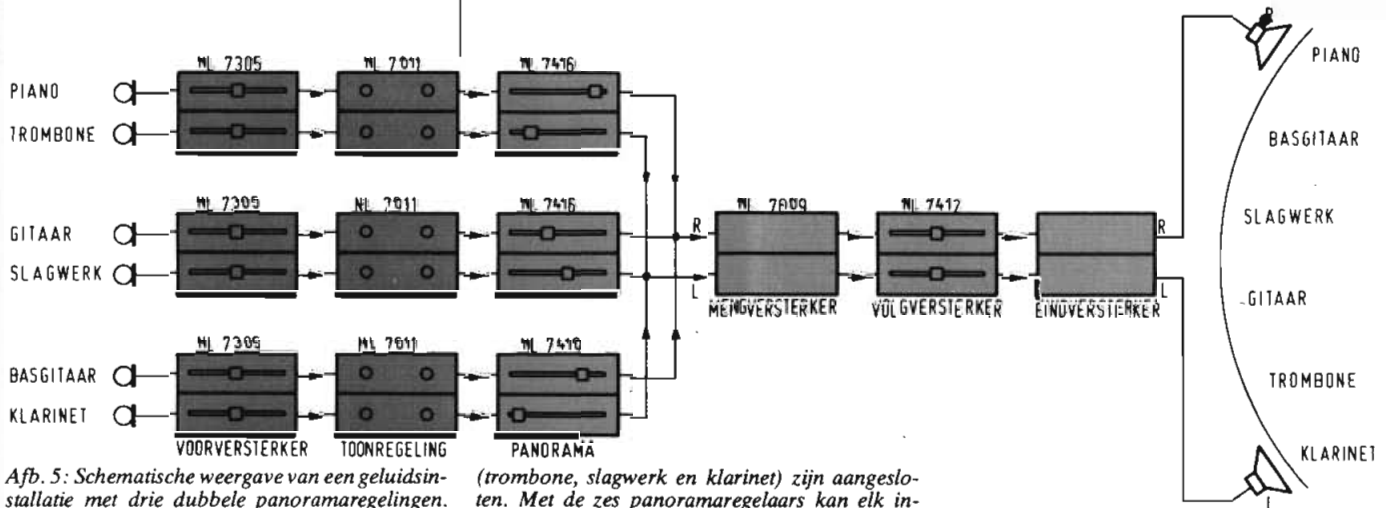 NL 7305 NL 7011 NL 7416
PIANO
TROMBONE
NL 7305 NL 7011 NL 7416
GITAAR
SLAGWERK
NL 7305 NL 7011 NL 7416
BASGITAAR
KLARINET
VOORVERSTERKER TOONREGELING PANORAMA
R
L
NL 7609 NL 7412
MENGVERSTERKER VOLGVERSTERKER EINDVERSTERKER
R
L
R
PIANO
BASGITAAR
SLAGWERK
GITAAR
TROMBONE
KLARINET
Afb. 5: Schematische weergave van een geluidsin-
stallatie met drie dubbele panoramaregelingen.
(trombone, slagwerk en klarinet) zijn aangeslo-
ten. Met de zes panoramaregelaars kan elk in-